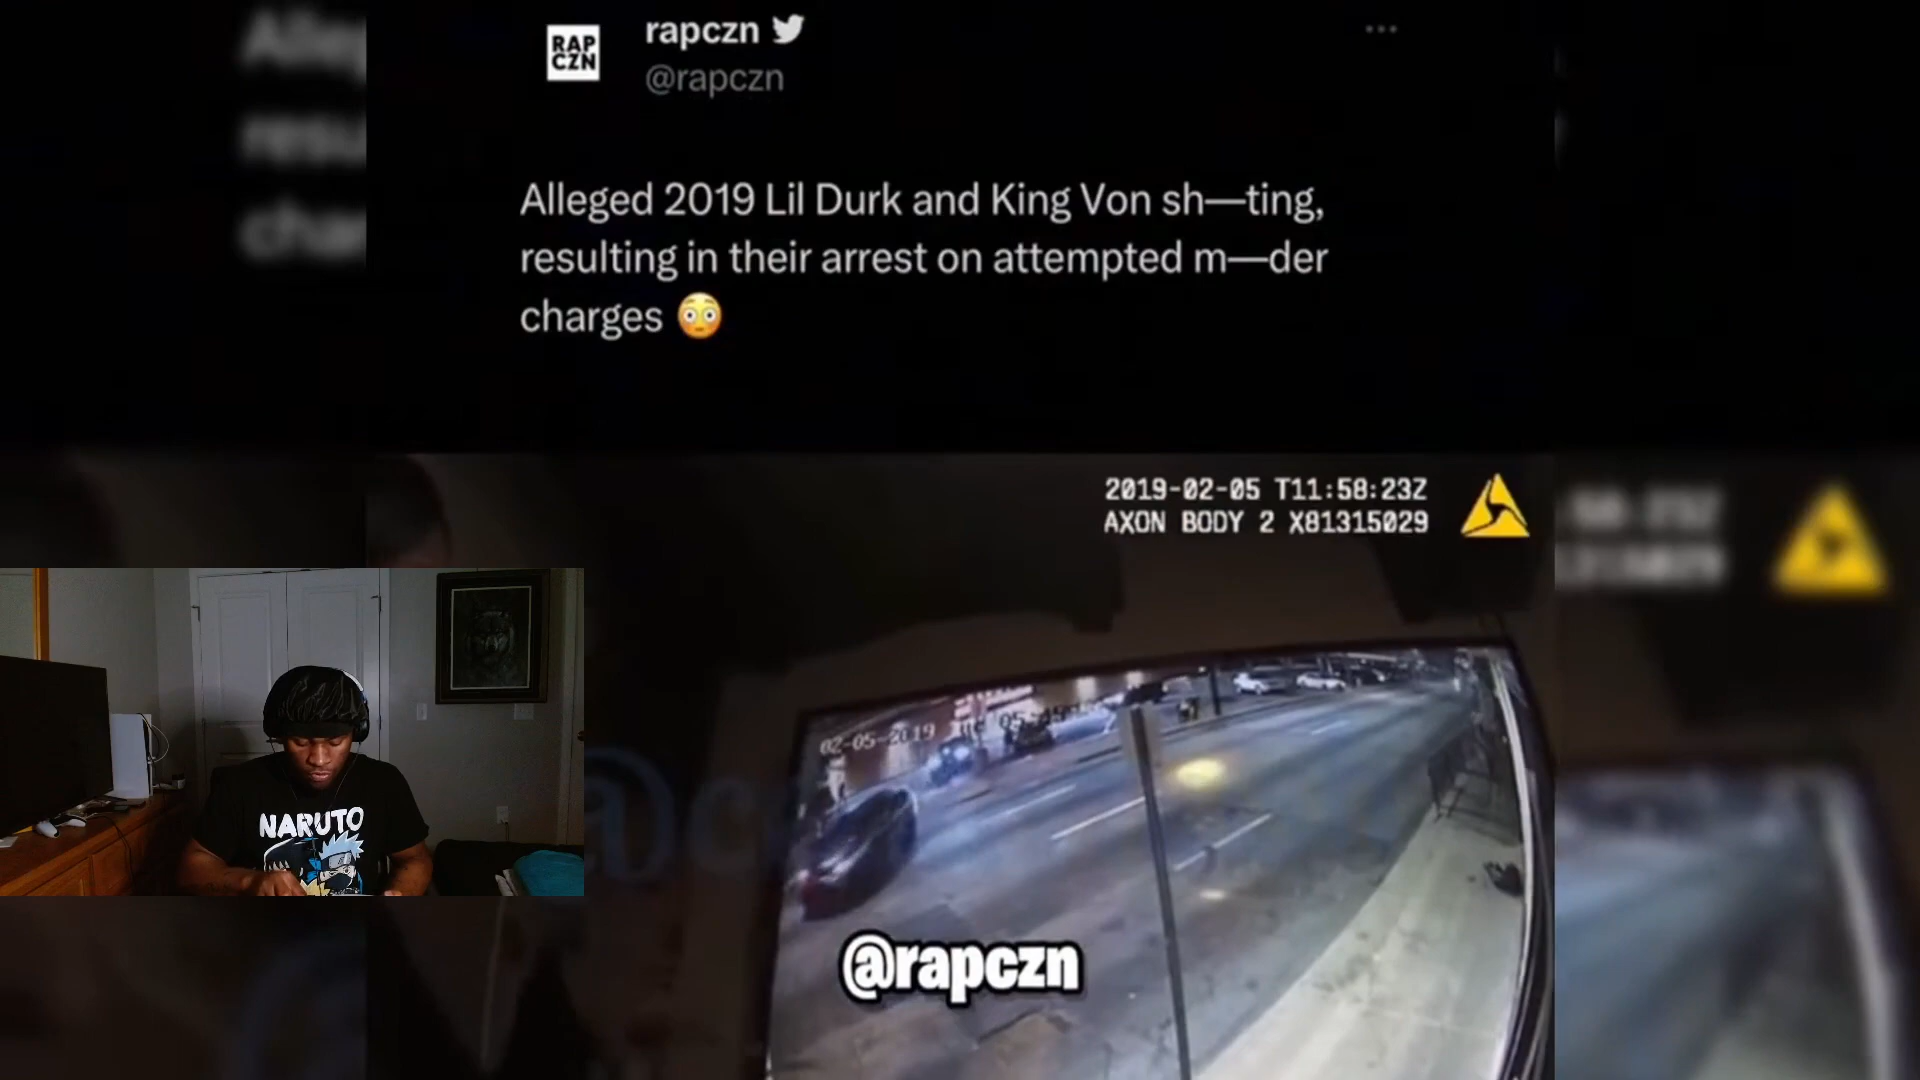 RAP
CZN
rapczn
@rapczn
Alleged 2019 Lil Durk and King Von sh—ting,
resulting in their arrest on attempted m—der
charges 😳
2019-02-05 T11:58:23Z
AXON BODY 2 X81315029
02-05-2019
NARUTO
@rapczn